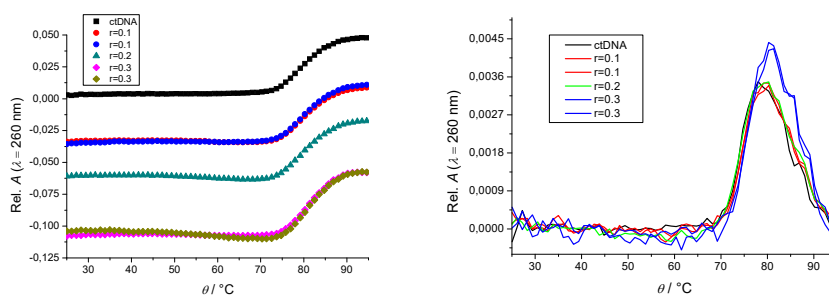 ctDNA
r=0.1
r=0.1
r=0.2
r=0.3
r=0.3
0,050
0,025
0,000
-0,025
-0,050
-0,075
-0,100
-0,125
Rel. A (λ = 260 nm)
30 40 50 60 70 80 90
θ / °C
ctDNA
r=0.1
r=0.1
r=0.2
r=0.3
r=0.3
0,0045
0,0036
0,0027
0,0018
0,0009
0,0000
Rel. A (λ = 260 nm)
30 40 50 60 70 80 90
θ / °C